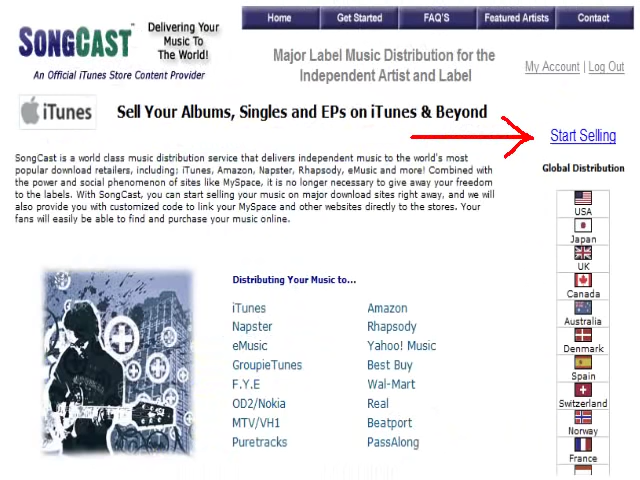 Home Get Started FAQ'S Featured Artists Contact
SONGCAST™
Delivering Your
Music To
The World!
An Official iTunes Store Content Provider
Major Label Music Distribution for the
Independent Artist and Label
My Account | Log Out
iTunes
Sell Your Albums, Singles and EPs on iTunes & Beyond
Start Selling
SongCast is a world class music distribution service that delivers independent music to the world's most
popular download retailers, including; iTunes, Amazon, Napster, Rhapsody, eMusic and more! Combined with
the power and social phenomenon of sites like MySpace, it is no longer necessary to give away your freedom
to the labels. With SongCast, you can start selling your music on major download sites right away, and we will
also provide you with customized code to link your MySpace and other websites directly to the stores. Your
fans will easily be able to find and purchase your music online.
Global Distribution
USA
Japan
UK
Canada
Australia
Denmark
Spain
Switzerland
Norway
France
Distributing Your Music to...
iTunes Amazon
Napster Rhapsody
eMusic Yahoo! Music
GroupieTunes Best Buy
F.Y.E Wal-Mart
OD2/Nokia Real
MTV/VH1 Beatport
Puretracks PassAlong